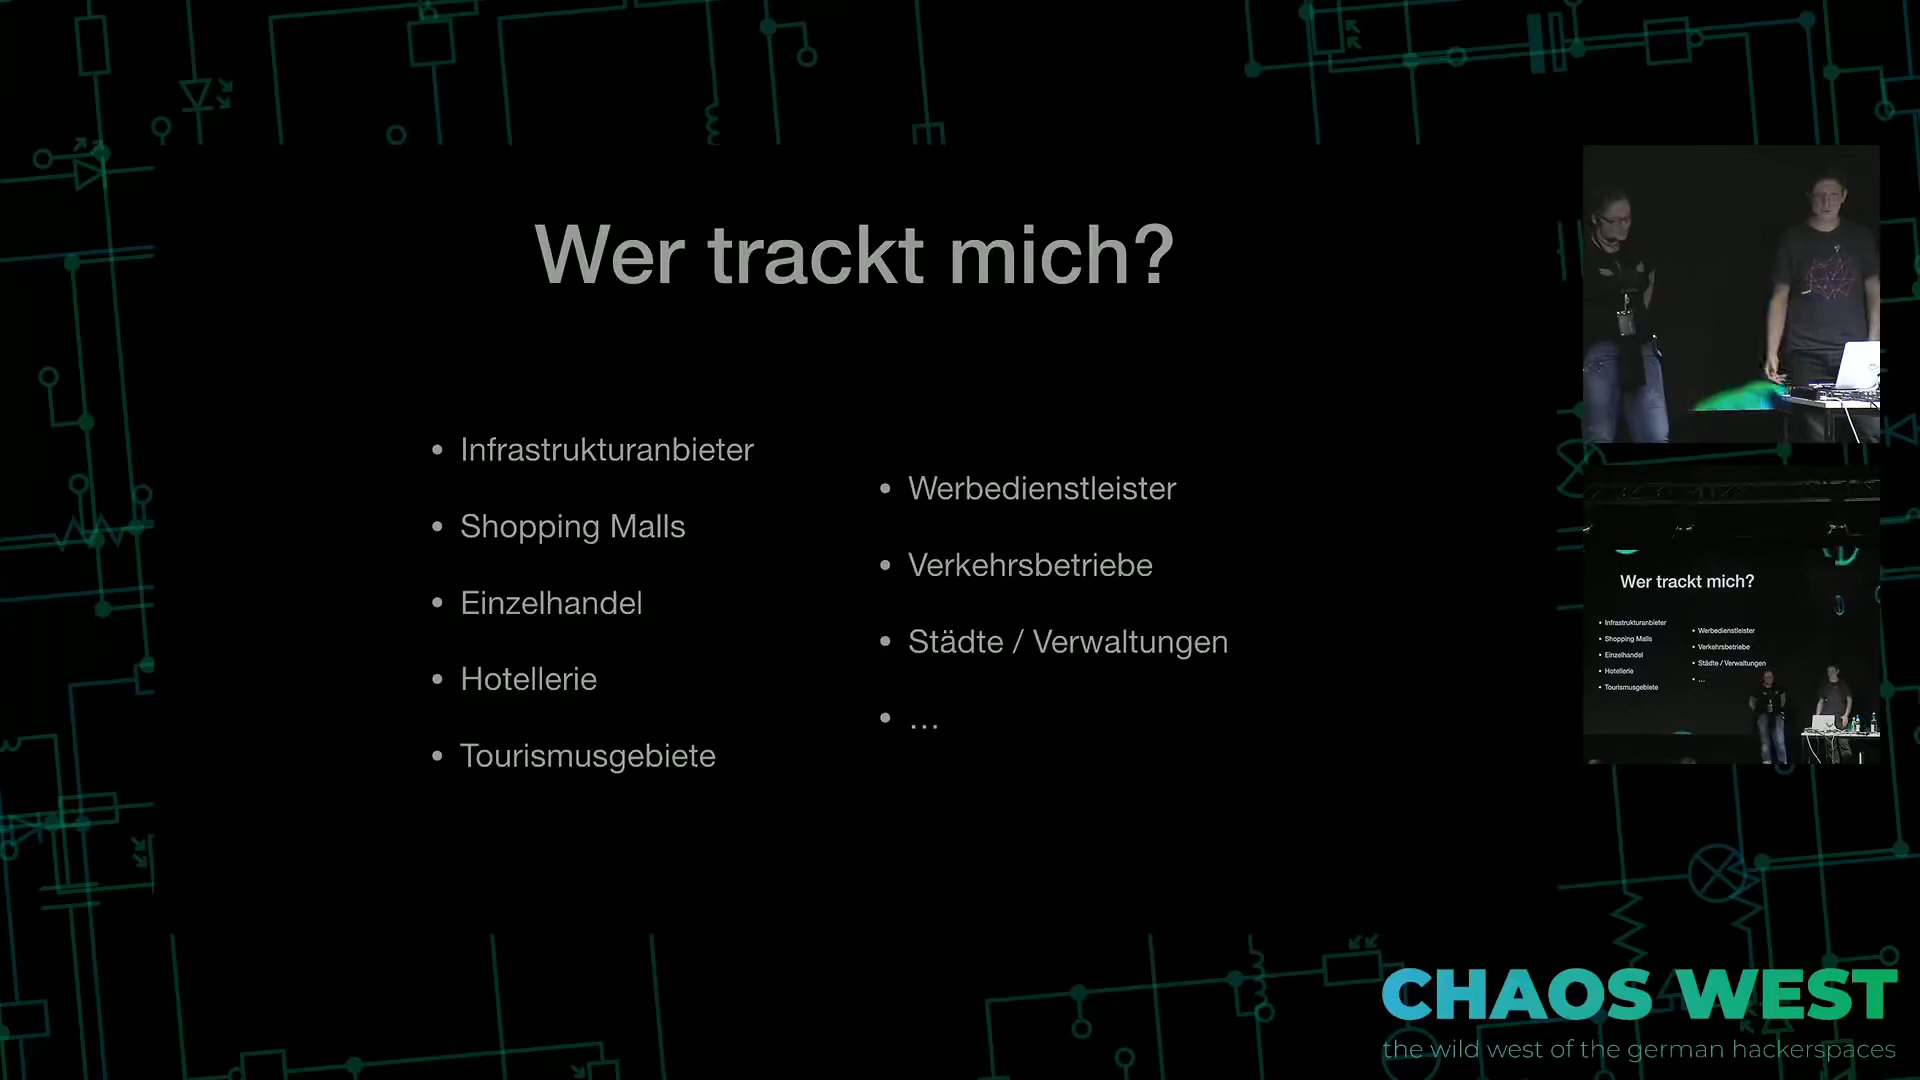 Wer trackt mich?
• Infrastrukturanbieter
• Shopping Malls
• Einzelhandel
• Hotellerie
• Tourismusgebiete
• Werbedienstleister
• Verkehrsbetriebe
• Städte / Verwaltungen
• …
Wer trackt mich?
• Infrastrukturanbieter
• Shopping Malls
• Einzelhandel
• Hotellerie
• Tourismusgebiete
• Werbedienstleister
• Verkehrsbetriebe
• Städte / Verwaltungen
• ...
CHAOS WEST
the wild west of the german hackerspaces